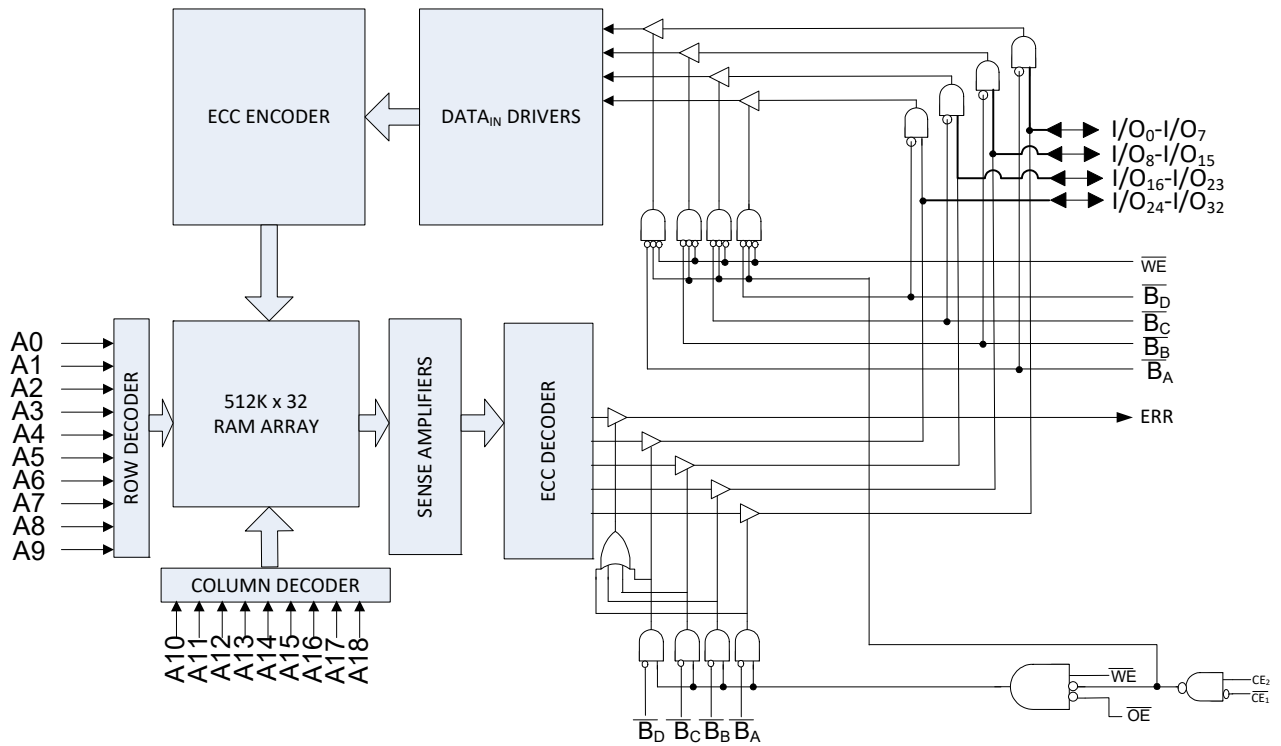 ECC ENCODER
DATAIN DRIVERS
I/O0-I/O7
I/O8-I/O15
I/O16-I/O23
I/O24-I/O32
WE
BD
BC
BB
BA
A0
A1
A2
A3
A4
A5
A6
A7
A8
A9
ROW DECODER
512K x 32
RAM ARRAY
SENSE AMPLIFIERS
ECC DECODER
ERR
COLUMN DECODER
A10
A11
A12
A13
A14
A15
A16
A17
A18
BD
BC
BB
BA
WE
OE
CE2
CE1